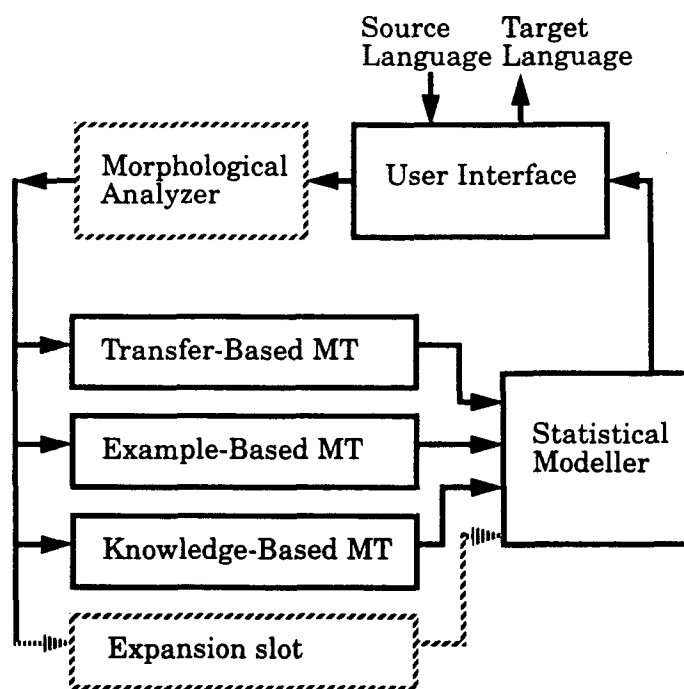 Source Language
Target Language
Morphological
Analyzer
User Interface
Transfer-Based MT
Example-Based MT
Statistical
Modeller
Knowledge-Based MT
Expansion slot